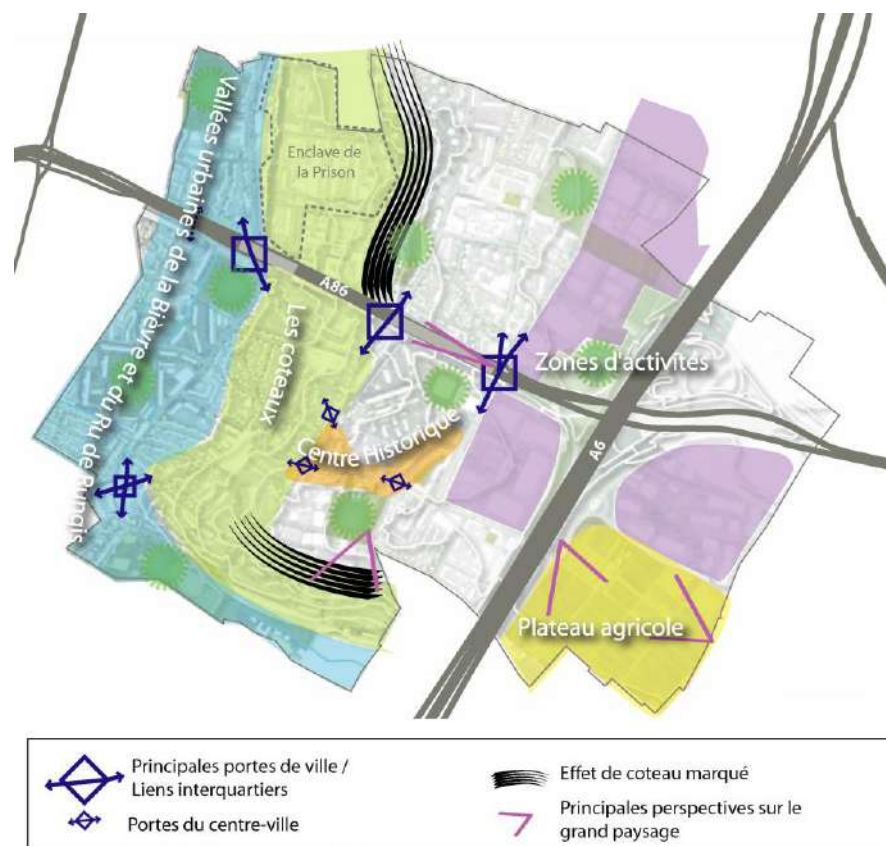 Vallées urbaines de la Bièvre et du Ru de Rungis
Enclave de
la Prison
A86
Les coteaux
Zones d'activités
Centre Historique
A6
Plateau agricole
Principales portes de ville /
Liens interquartiers
Portes du centre-ville
Effet de coteau marqué
Principales perspectives sur le
grand paysage